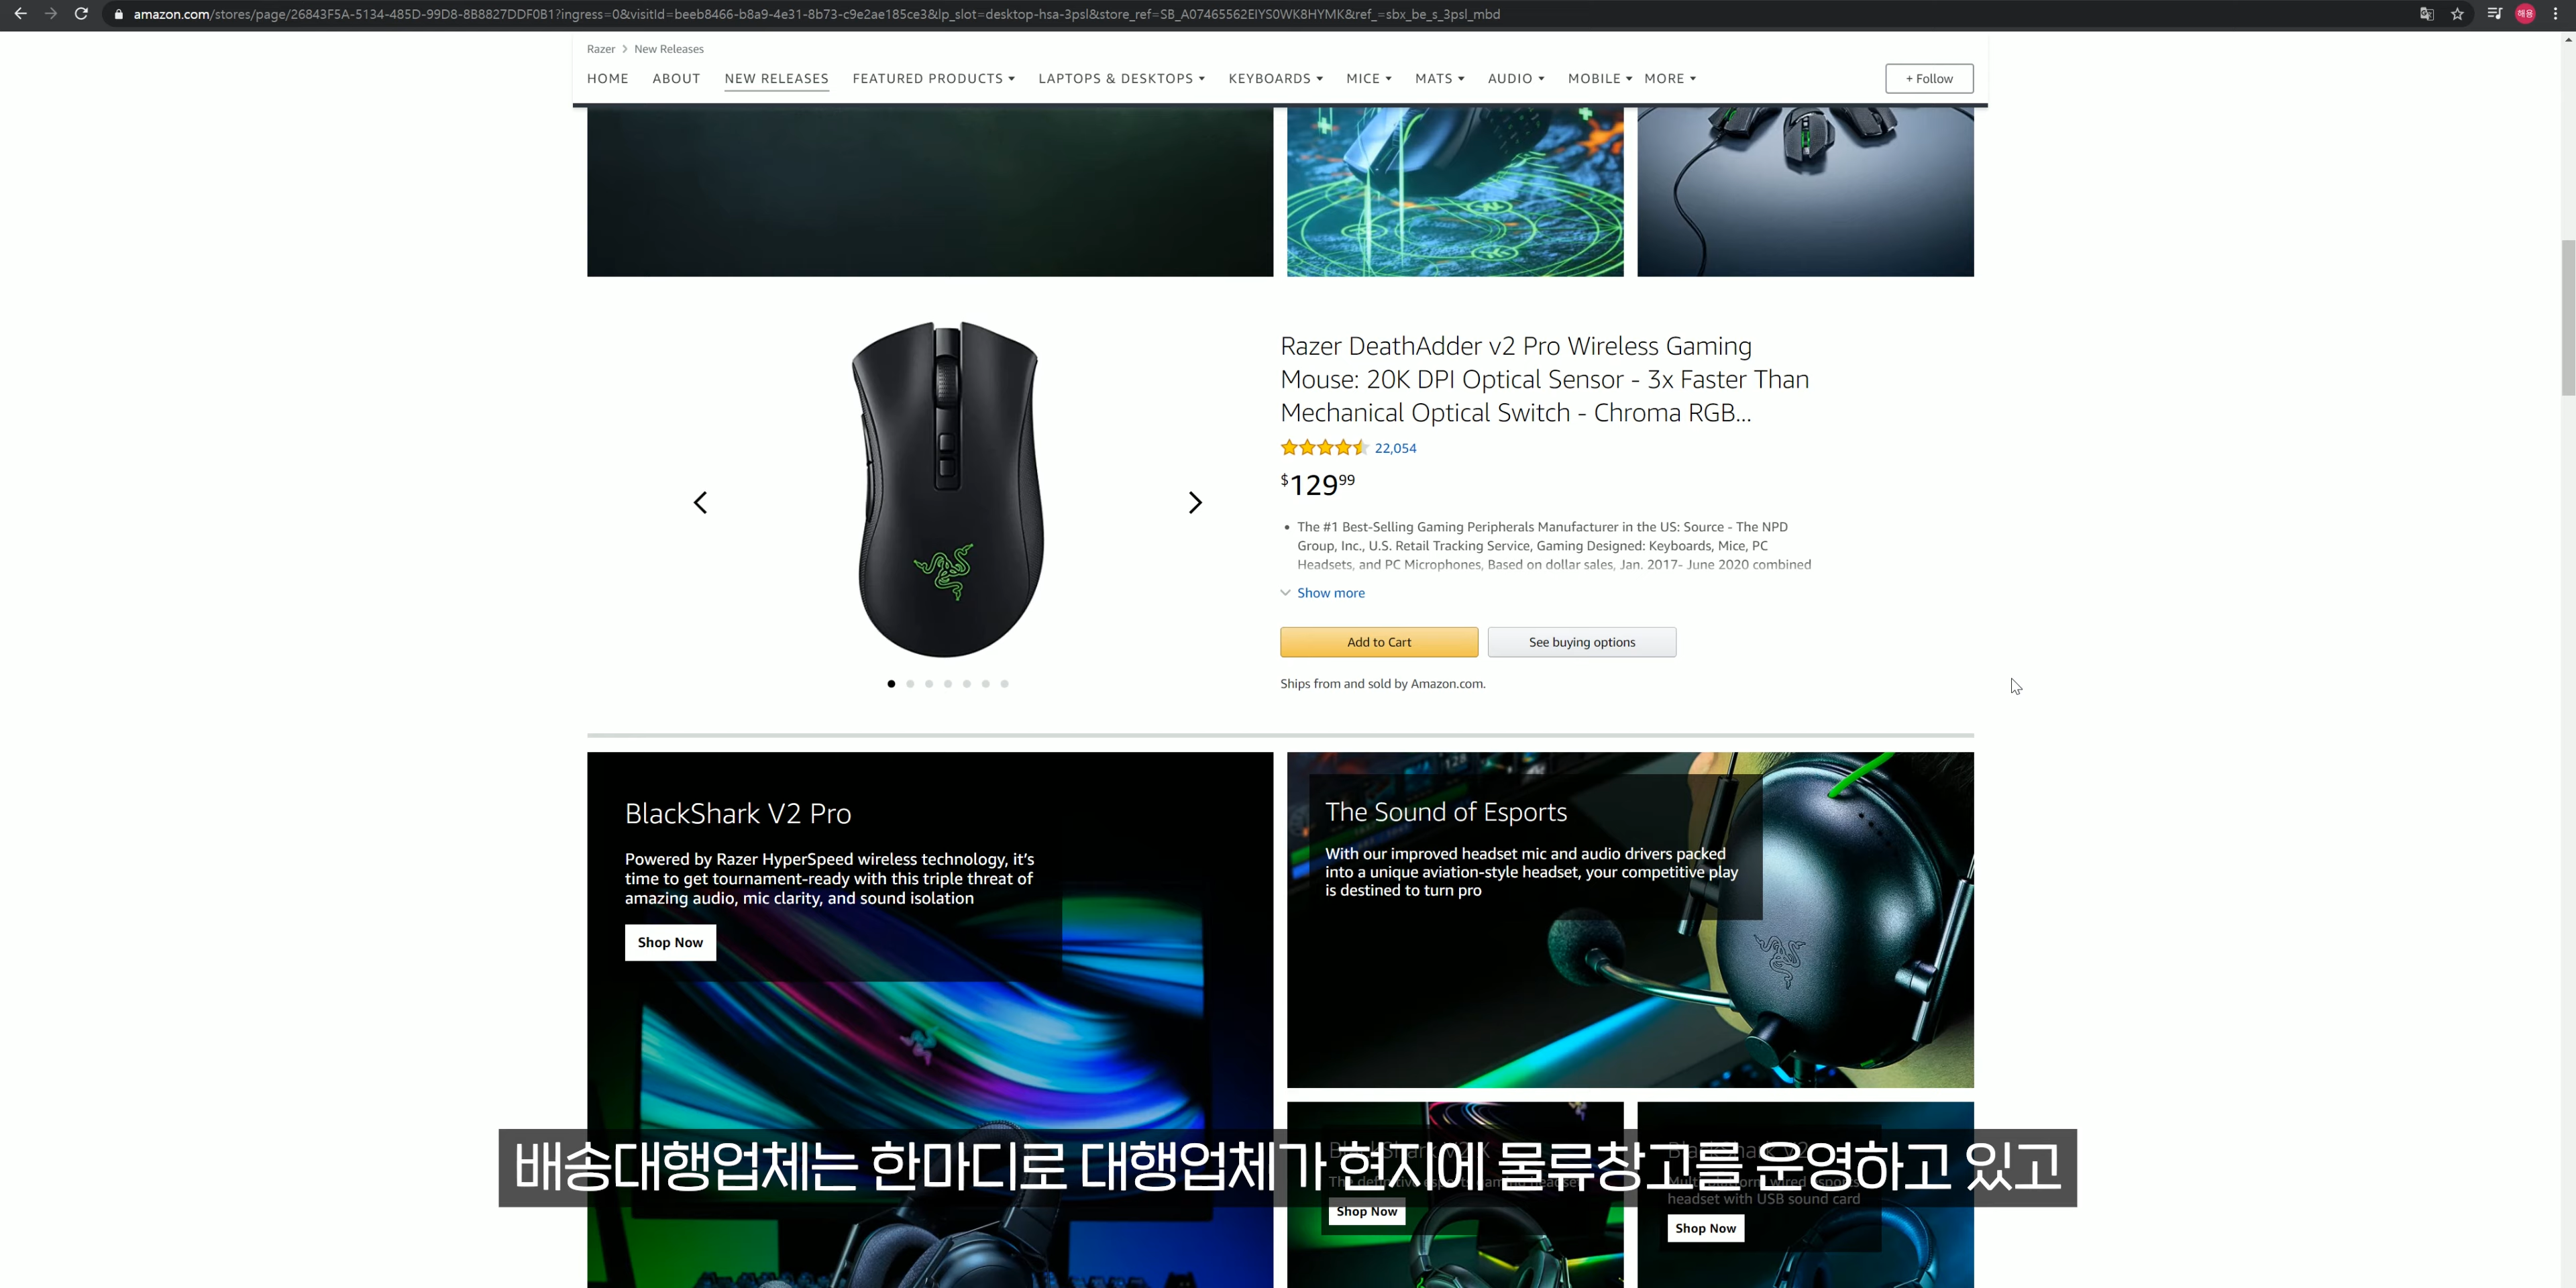 amazon.com/stores/page/26843F5A-5134-485D-99D8-8B8827DDF0B1?ingress=0&visitId=beeb8466-b8a9-4e31-8b73-c9e2ae185ce3&lp_slot=desktop-hsa-3psl&store_ref=SB_A07465562EIYS0WK8HYMK&ref_=sbx_be_s_3psl_mbd
해용
Razer > New Releases
HOME ABOUT NEW RELEASES FEATURED PRODUCTS LAPTOPS & DESKTOPS KEYBOARDS MICE MATS AUDIO MOBILE MORE
+ Follow
Razer DeathAdder v2 Pro Wireless Gaming
Mouse: 20K DPI Optical Sensor - 3x Faster Than
Mechanical Optical Switch - Chroma RGB...
22,054
$129 99
• The #1 Best-Selling Gaming Peripherals Manufacturer in the US: Source - The NPD
Group, Inc., U.S. Retail Tracking Service, Gaming Designed: Keyboards, Mice, PC
Headsets, and PC Microphones, Based on dollar sales, Jan. 2017- June 2020 combined
Show more
Add to Cart
See buying options
Ships from and sold by Amazon.com.
BlackShark V2 Pro
Powered by Razer HyperSpeed wireless technology, it's
time to get tournament-ready with this triple threat of
amazing audio, mic clarity, and sound isolation
Shop Now
The Sound of Esports
With our improved headset mic and audio drivers packed
into a unique aviation-style headset, your competitive play
is destined to turn pro
배송대행업체는 한마디로 대행업체가 현지에 물류창고를 운영하고 있고
Shop Now
headset with USB sound card
Shop Now